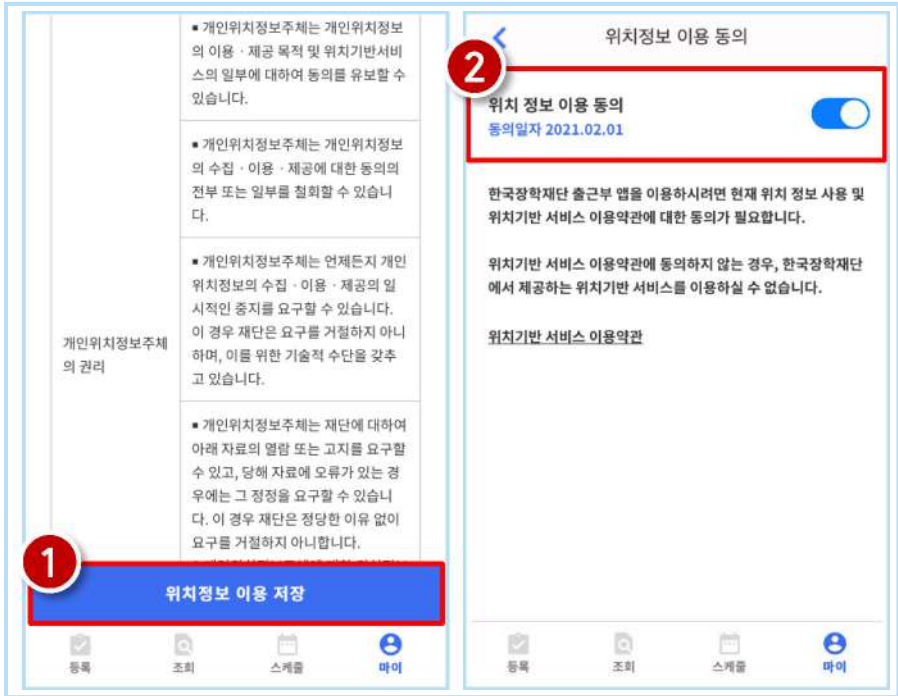 ■ 개인위치정보주체는 개인위치정보
의 이용 · 제공 목적 및 위치기반서비
스의 일부에 대하여 동의를 유보할 수
있습니다.
■ 개인위치정보주체는 개인위치정보
의 수집 · 이용 · 제공에 대한 동의의
전부 또는 일부를 철회할 수 있습니
다.
개인위치정보주체
의 권리
■ 개인위치정보주체는 언제든지 개인
위치정보의 수집 · 이용 · 제공의 일
시적인 중지를 요구할 수 있습니다.
이 경우 재단은 요구를 거절하지 아니
하며, 이를 위한 기술적 수단을 갖추
고 있습니다.
■ 개인위치정보주체는 재단에 대하여
아래 자료의 열람 또는 고지를 요구할
수 있고, 당해 자료에 오류가 있는 경
우에는 그 정정을 요구할 수 있습니
다. 이 경우 재단은 정당한 이유 없이
요구를 거절하지 아니합니다.
1
위치정보 이용 저장
등록 조회 스케줄 마이
위치정보 이용 동의
2
위치 정보 이용 동의
동의일자 2021.02.01
한국장학재단 출근부 앱을 이용하시려면 현재 위치 정보 사용 및
위치기반 서비스 이용약관에 대한 동의가 필요합니다.
위치기반 서비스 이용약관에 동의하지 않는 경우, 한국장학재단
에서 제공하는 위치기반 서비스를 이용하실 수 없습니다.
위치기반 서비스 이용약관
등록 조회 스케줄 마이